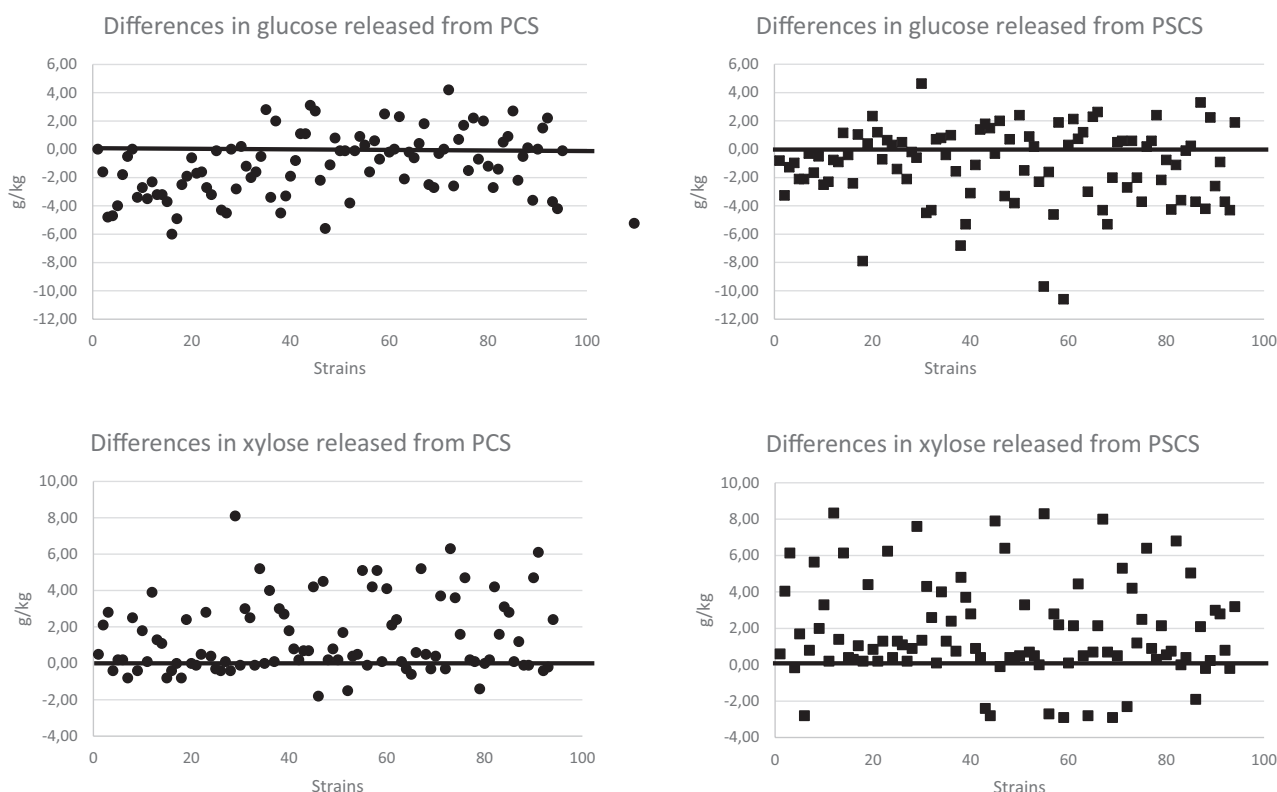 Differences in glucose released from PCS
6,00
4,00
2,00
0,00
-2,00
-4,00
-6,00
-8,00
-10,00
-12,00
g/kg
0 20 40 60 80 100
Strains
Differences in glucose released from PSCS
6,00
4,00
2,00
0,00
-2,00
-4,00
-6,00
-8,00
-10,00
-12,00
g/kg
0 20 40 60 80 100
Strains
Differences in xylose released from PCS
10,00
8,00
6,00
4,00
2,00
0,00
-2,00
-4,00
g/kg
0 20 40 60 80 100
Strains
Differences in xylose released from PSCS
10,00
8,00
6,00
4,00
2,00
0,00
-2,00
-4,00
g/kg
0 20 40 60 80 100
Strains